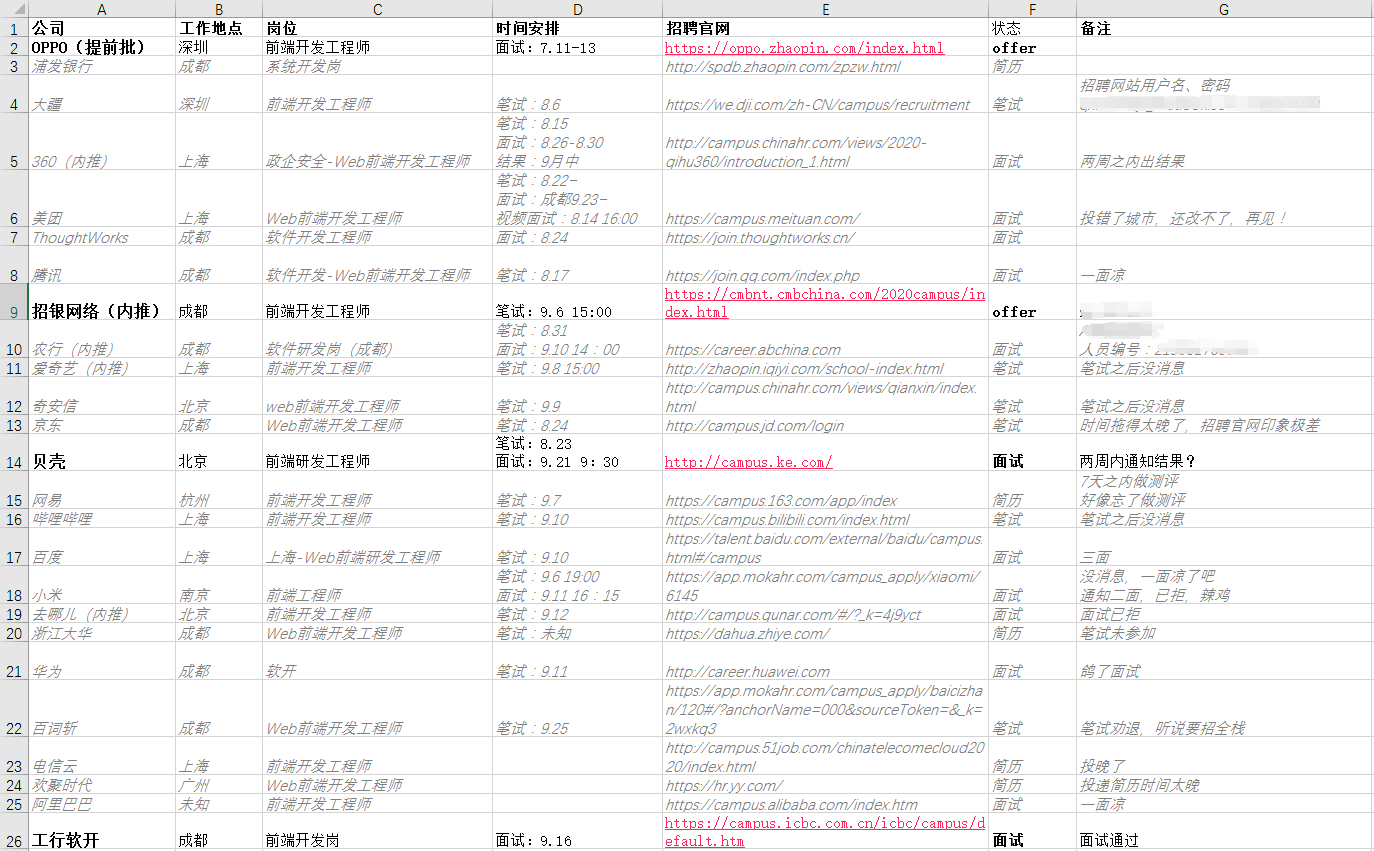 A B C D E F G
1 公司 工作地点 岗位 时间安排 招聘官网 状态 备注
2 OPPO（提前批） 深圳 前端开发工程师 面试：7.11-13 https://oppo.zhaopin.com/index.html offer
3 浦发银行 成都 系统开发岗 http://spdb.zhaopin.com/zpzw.html 简历
招聘网站用户名、密码
4 大疆 深圳 前端开发工程师 笔试：8.6 https://we.dji.com/zh-CN/campus/recruitment 笔试
笔试：8.15
面试：8.26-8.30 http://campus.chinahr.com/views/2020-
5 360（内推） 上海 政企安全-Web前端开发工程师 结果：9月中 qihu360/introduction_1.html 面试 两周之内出结果
笔试：8.22-
面试：成都9.23-
6 美团 上海 Web前端开发工程师 视频面试：8.14 16:00 https://campus.meituan.com/ 面试 投错了城市，还改不了，再见！
7 ThoughtWorks 成都 软件开发工程师 面试：8.24 https://join.thoughtworks.cn/ 面试
8 腾讯 成都 软件开发-Web前端开发工程师 笔试：8.17 https://join.qq.com/index.php 面试 一面凉
https://cmbnt.cmbchina.com/2020campus/in
9 招银网络（内推） 成都 前端开发工程师 笔试：9.6 15:00 dex.html offer
笔试：8.31
10 农行（内推） 成都 软件研发岗（成都） 面试：9.10 14：00 https://career.abchina.com 面试 人员编号：
11 爱奇艺（内推） 上海 前端开发工程师 笔试：9.8 15:00 http://zhaopin.iqiyi.com/school-index.html 笔试 笔试之后没消息
http://campus.chinahr.com/views/qianxin/index.
12 奇安信 北京 web前端开发工程师 笔试：9.9 html 笔试 笔试之后没消息
13 京东 成都 Web前端开发工程师 笔试：8.24 http://campus.jd.com/login 笔试 时间拖得太晚了，招聘官网印象极差
笔试：8.23
14 贝壳 北京 前端研发工程师 面试：9.21 9：30 http://campus.ke.com/ 面试 两周内通知结果？
7天之内做测评
15 网易 杭州 前端开发工程师 笔试：9.7 https://campus.163.com/app/index 简历 好像忘了做测评
16 哔哩哔哩 上海 前端开发工程师 笔试：9.10 https://campus.bilibili.com/index.html 笔试 笔试之后没消息
https://talent.baidu.com/external/baidu/campus.
17 百度 上海 上海-Web前端研发工程师 笔试：9.10 html#/campus 面试 三面
笔试：9.6 19:00 https://app.mokahr.com/campus_apply/xiaomi/ 没消息，一面凉了吧
18 小米 南京 前端工程师 面试：9.11 16：15 6145 面试 通知二面，已拒，辣鸡
19 去哪儿（内推） 北京 前端开发工程师 笔试：9.12 http://campus.qunar.com/#/?_k=4j9yct 面试 面试已拒
20 浙江大华 成都 Web前端开发工程师 笔试：未知 https://dahua.zhiye.com/ 简历 笔试未参加
21 华为 成都 软开 笔试：9.11 http://career.huawei.com 面试 鸽了面试
https://app.mokahr.com/campus_apply/baicizha
n/120#/?anchorName=000&sourceToken=&_k=
22 百词斩 成都 Web前端开发工程师 笔试：9.25 2wxkq3 笔试 笔试劝退，听说要招全栈
http://campus.51job.com/chinatelecomecloud20
23 电信云 上海 前端开发工程师 20/index.html 简历 投晚了
24 欢聚时代 广州 Web前端开发工程师 https://hr.yy.com/ 简历 投递简历时间太晚
25 阿里巴巴 未知 前端开发工程师 https://campus.alibaba.com/index.htm 面试 一面凉
https://campus.icbc.com.cn/icbc/campus/d
26 工行软开 成都 前端开发岗 面试：9.16 efault.htm 面试 面试通过